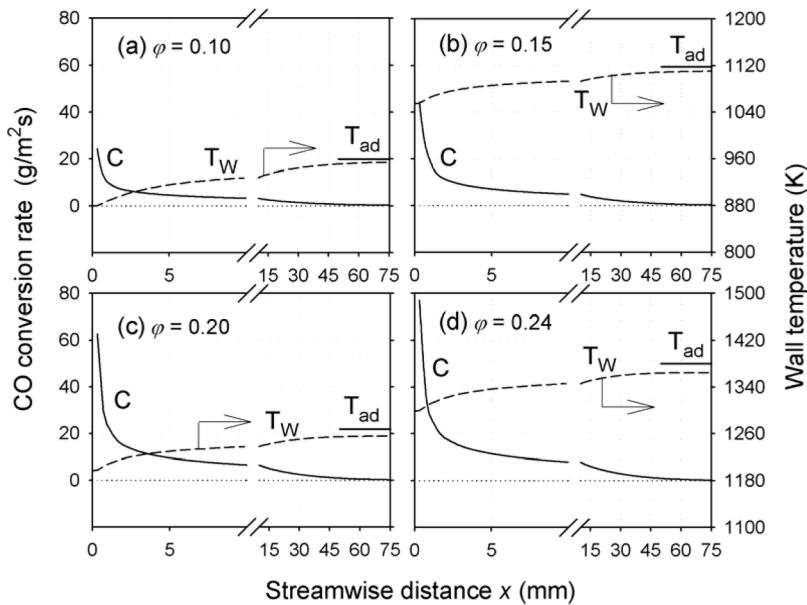 CO conversion rate (g/m²s)
Wall temperature (K)
80
60
40
20
0
(a) φ = 0.10
C
T_W
T_ad
0
5
15
30
45
60
75
1200
1120
1040
960
880
800
(b) φ = 0.15
C
T_W
T_ad
0
5
15
30
45
60
75
80
60
40
20
0
(c) φ = 0.20
C
T_W
T_ad
0
5
15
30
45
60
75
1500
1420
1340
1260
1180
1100
(d) φ = 0.24
C
T_W
T_ad
0
5
15
30
45
60
75
Streamwise distance x (mm)